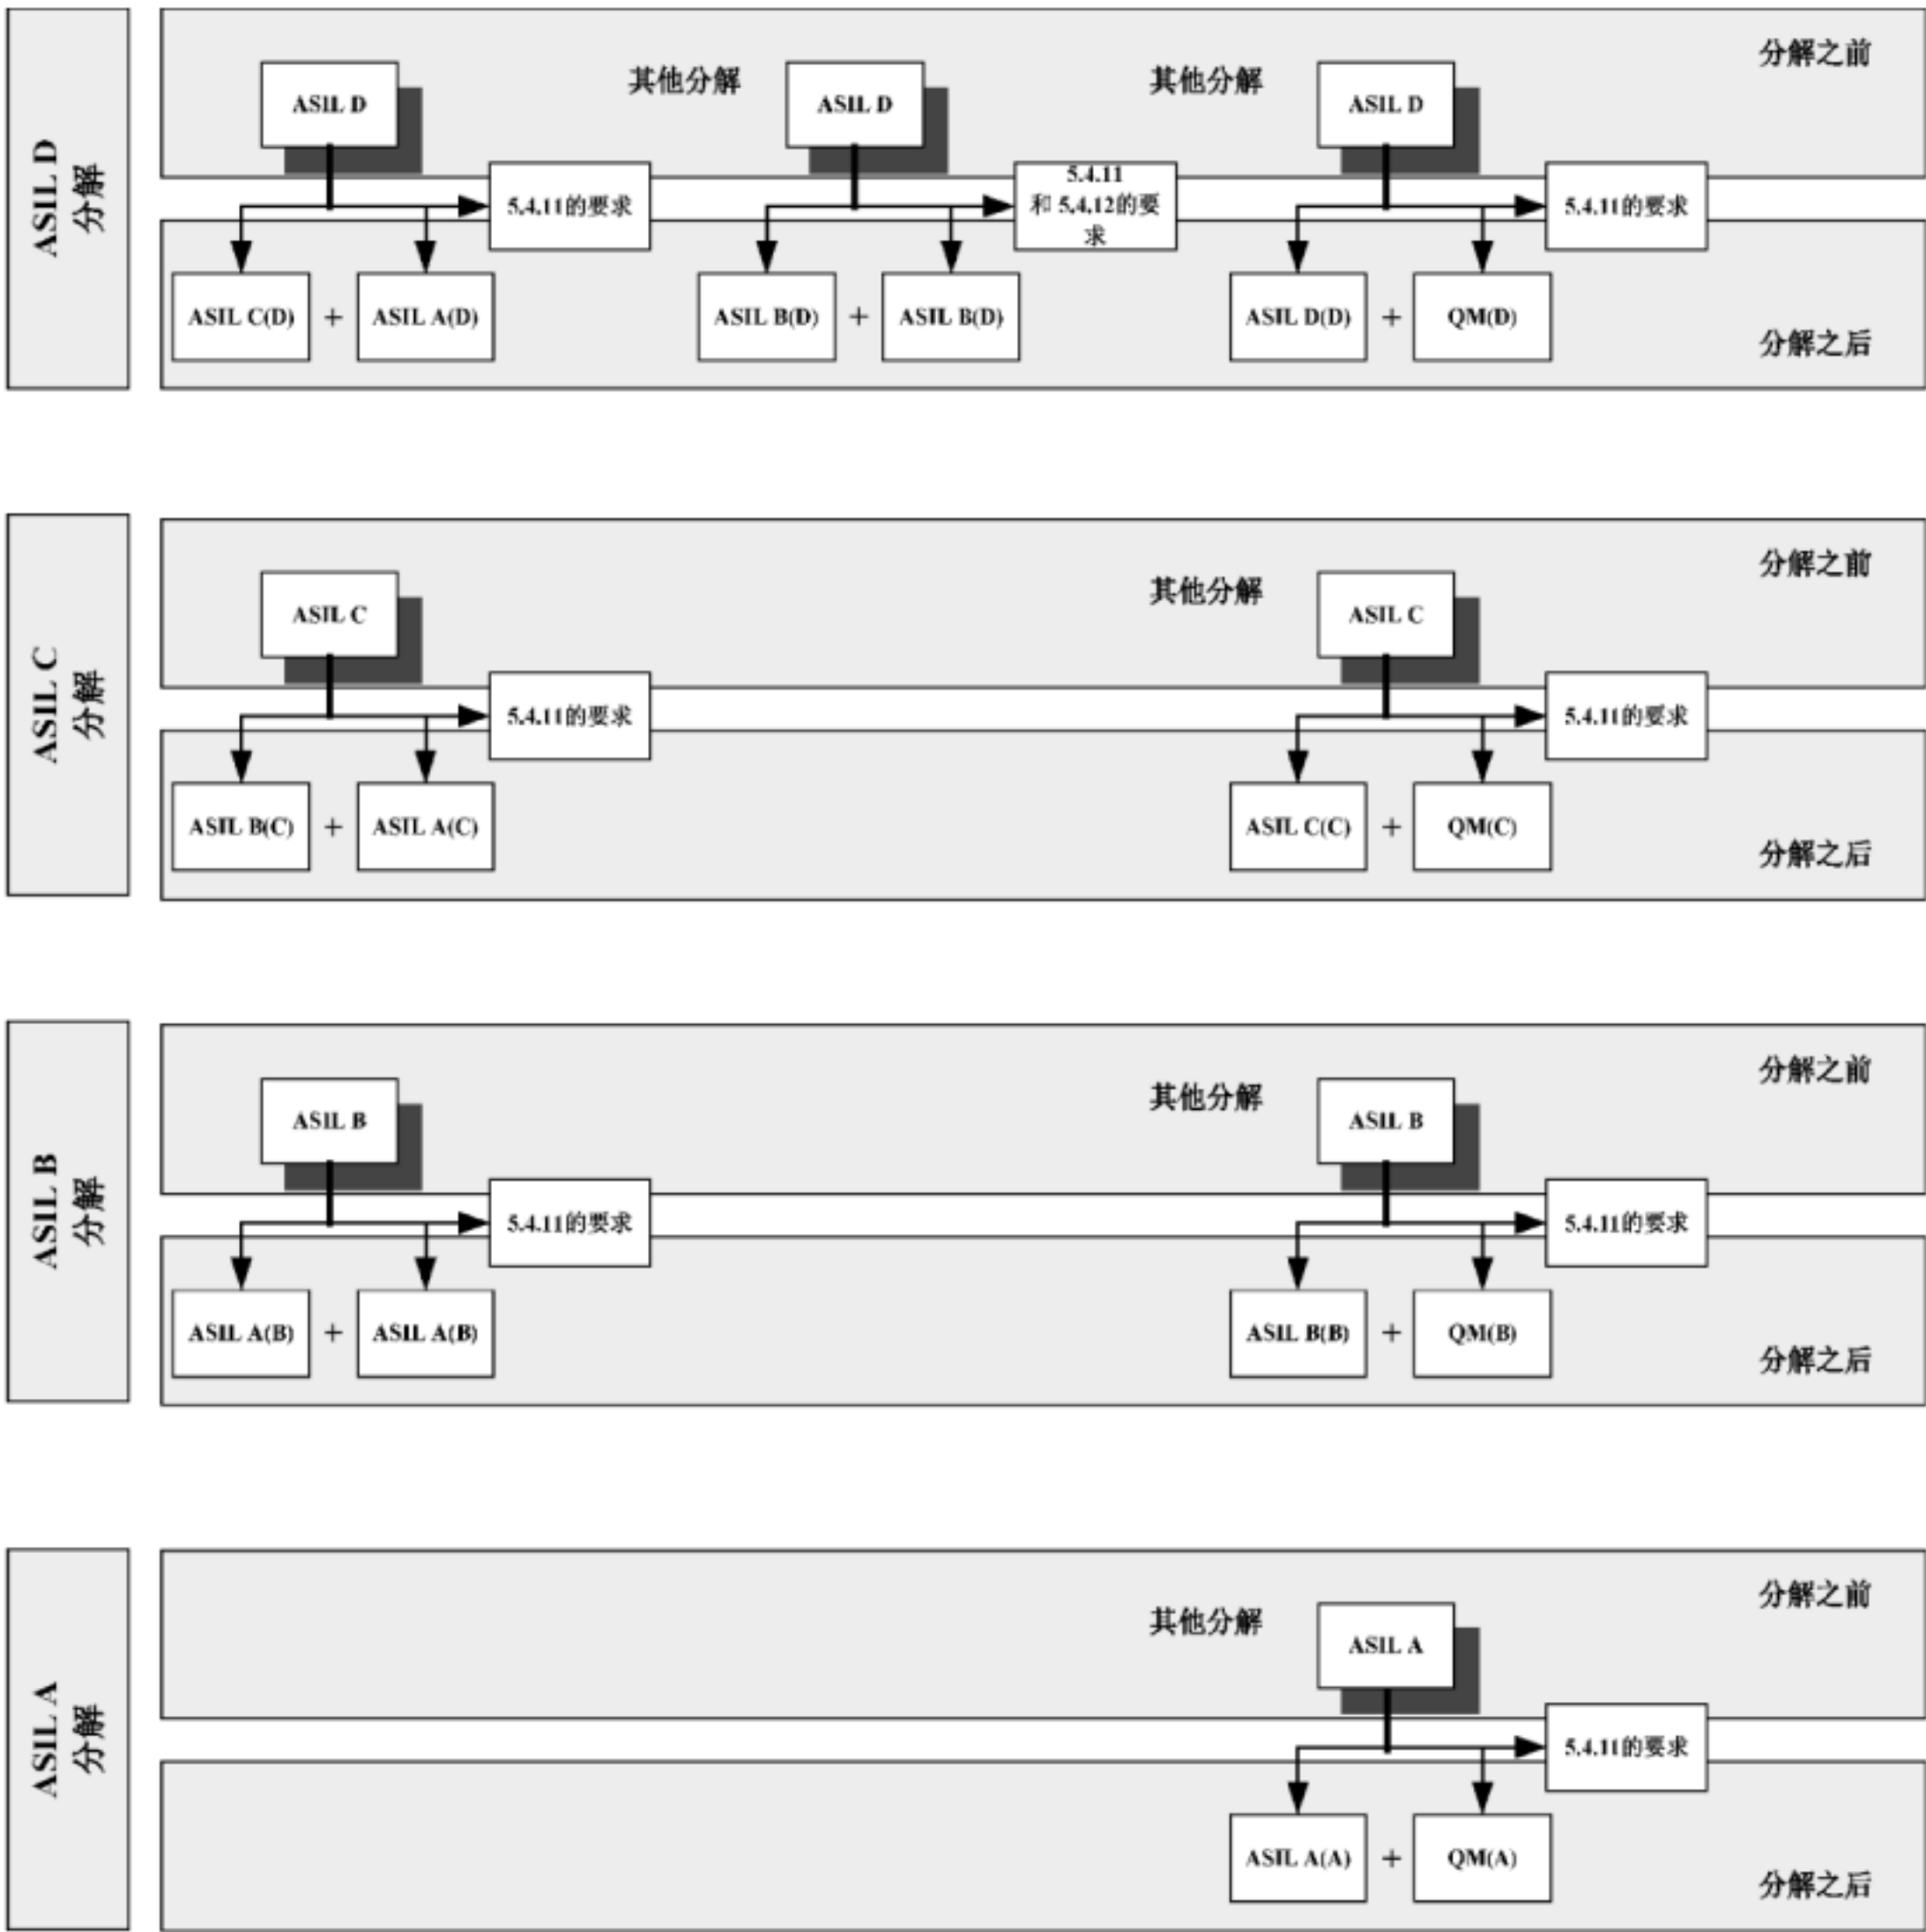 ASIL D
分解
分解之前
ASIL D
其他分解
ASIL D
其他分解
ASIL D
5.4.11的要求
5.4.11
和 5.4.12的要
求
5.4.11的要求
ASIL C(D) + ASIL A(D)
ASIL B(D) + ASIL B(D)
ASIL D(D) + QM(D)
分解之后
ASIL C
分解
分解之前
ASIL C
其他分解
ASIL C
5.4.11的要求
5.4.11的要求
ASIL B(C) + ASIL A(C)
ASIL C(C) + QM(C)
分解之后
ASIL B
分解
分解之前
ASIL B
其他分解
ASIL B
5.4.11的要求
5.4.11的要求
ASIL A(B) + ASIL A(B)
ASIL B(B) + QM(B)
分解之后
ASIL A
分解
分解之前
其他分解
ASIL A
5.4.11的要求
ASIL A(A) + QM(A)
分解之后